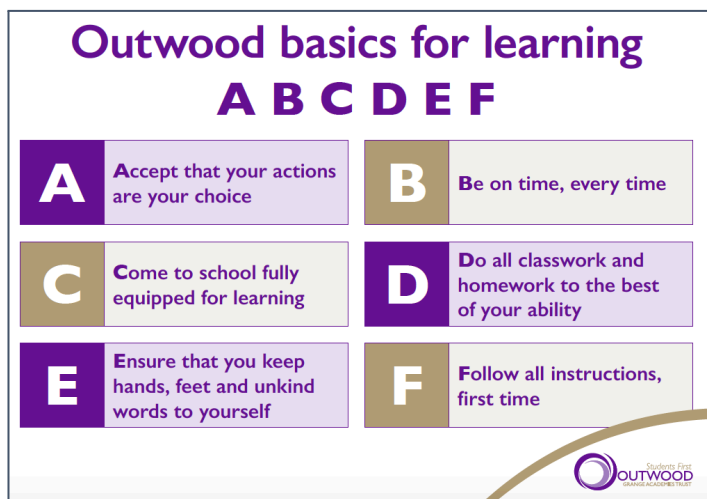 Outwood basics for learning
A B C D E F
A
Accept that your actions
are your choice
B
Be on time, every time
C
Come to school fully
equipped for learning
D
Do all classwork and
homework to the best
of your ability
E
Ensure that you keep
hands, feet and unkind
words to yourself
F
Follow all instructions,
first time
Students First
OUTWOOD
GRANGE ACADEMIES TRUST